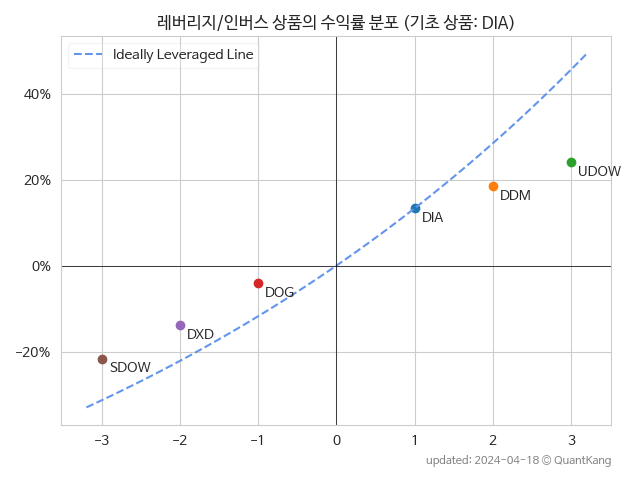 레버리지/인버스 상품의 수익률 분포 (기초 상품: DIA)
Ideally Leveraged Line
40%
20%
UDOW
DDM
DIA
0%
DOG
DXD
−20%
SDOW
−3 −2 −1 0 1 2 3
updated: 2024-04-18 © QuantKang